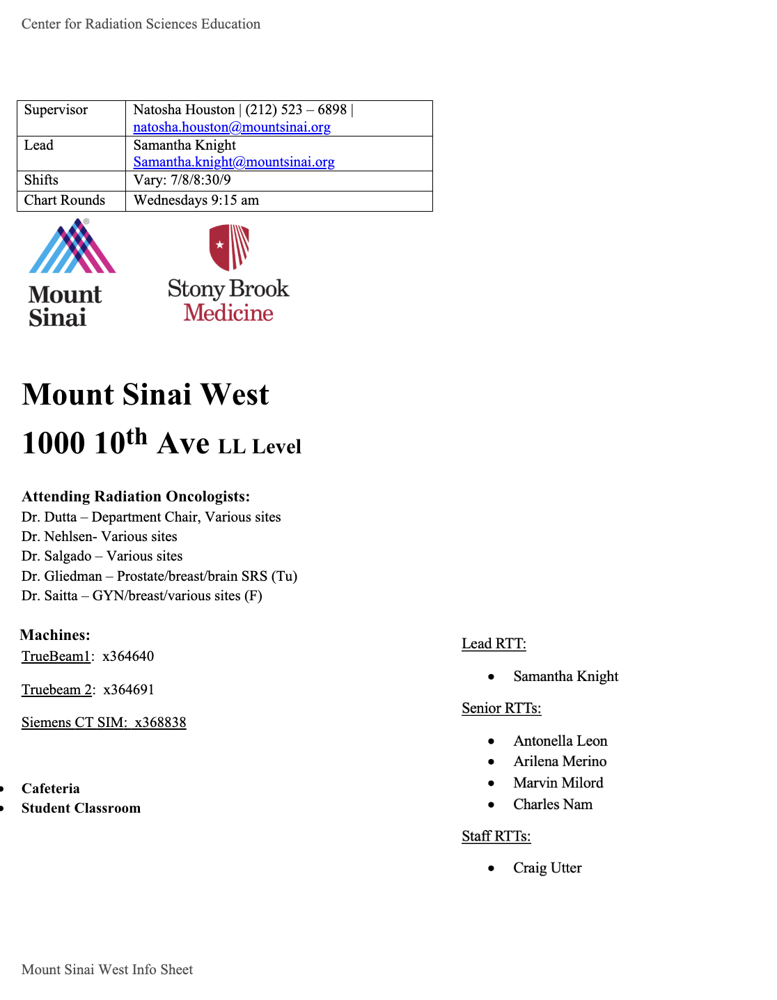 Center for Radiation Sciences Education
Supervisor
Natosha Houston | (212) 523 – 6898 |
natosha.houston@mountsinai.org
Lead
Samantha Knight
Samantha.knight@mountsinai.org
Shifts
Vary: 7/8/8:30/9
Chart Rounds
Wednesdays 9:15 am
®
Mount
Sinai
Stony Brook
Medicine
Mount Sinai West
1000 10th Ave LL Level
Attending Radiation Oncologists:
Dr. Dutta – Department Chair, Various sites
Dr. Nehlsen- Various sites
Dr. Salgado – Various sites
Dr. Gliedman – Prostate/breast/brain SRS (Tu)
Dr. Saitta – GYN/breast/various sites (F)
Machines:
TrueBeam1:  x364640
Truebeam 2:  x364691
Siemens CT SIM:  x368838
• Cafeteria
• Student Classroom
Lead RTT:
• Samantha Knight
Senior RTTs:
• Antonella Leon
• Arilena Merino
• Marvin Milord
• Charles Nam
Staff RTTs:
• Craig Utter
Mount Sinai West Info Sheet